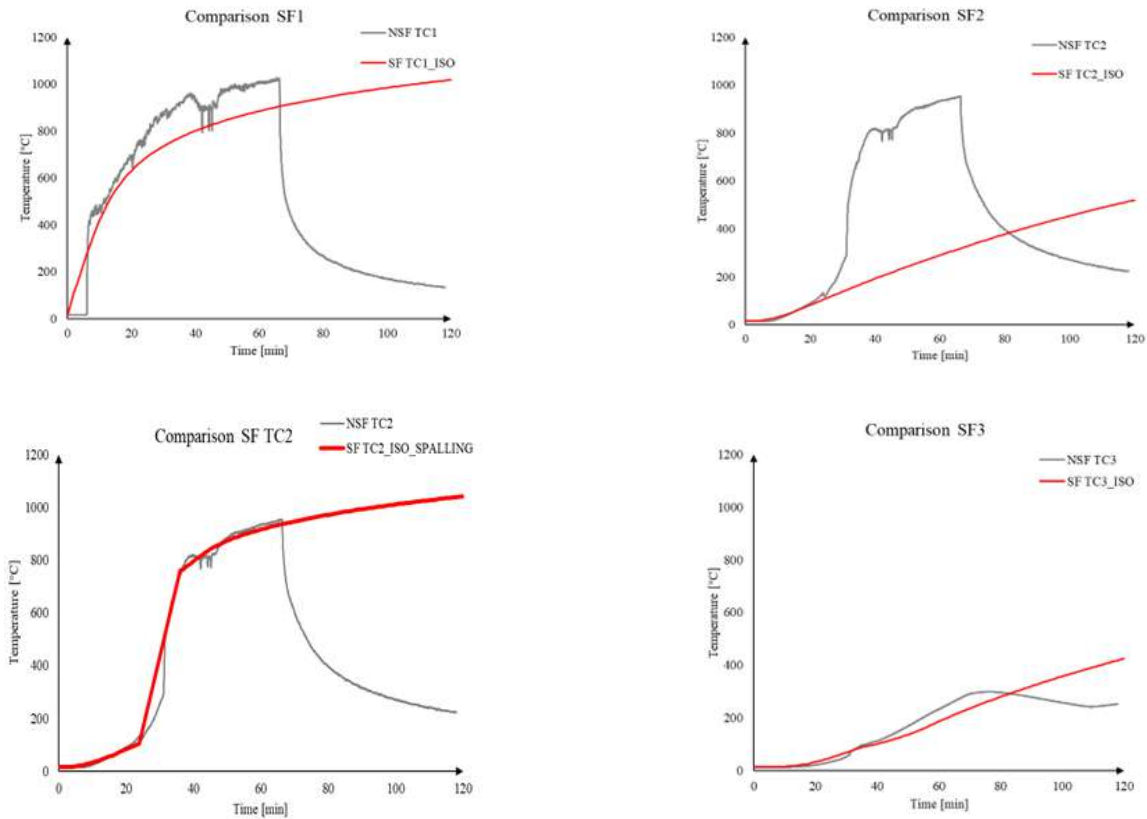 Comparison SF1
NSF TC1
SF TC1_ISO
1200
1000
800
600
400
200
0
Temperature [°C]
0 20 40 60 80 100 120
Time [min]
Comparison SF2
NSF TC2
SF TC2_ISO
1200
1000
800
600
400
200
0
Temperature [°C]
0 20 40 60 80 100 120
Time [min]
Comparison SF TC2
NSF TC2
SF TC2_ISO_SPALLING
1200
1000
800
600
400
200
0
Temperature [°C]
0 20 40 60 80 100 120
Time [min]
Comparison SF3
NSF TC3
SF TC3_ISO
1200
1000
800
600
400
200
0
Temperature [°C]
0 20 40 60 80 100 120
Time [min]